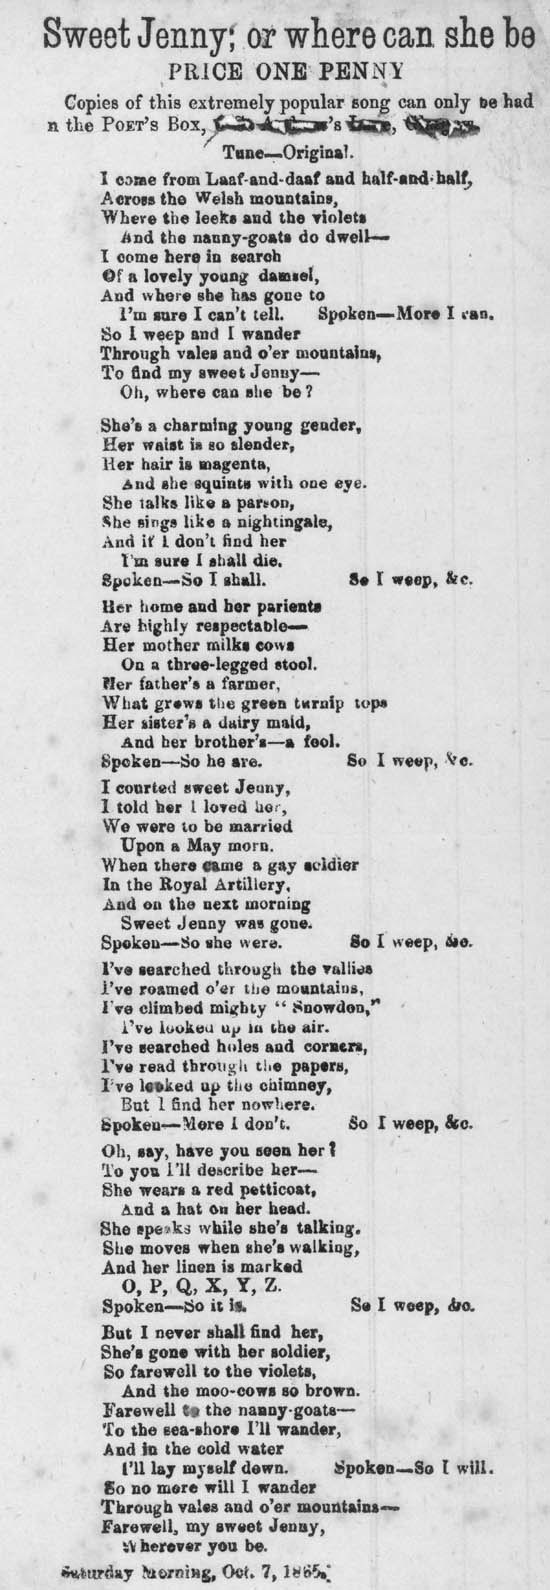 Sweet Jenny; or where can she be
PRICE ONE PENNY
Copies of this extremely popular song can only be had
n the POET'S BOX, 's
Tune—Original.
I come from Laaf-and-daaf and half-and-half,
Across the Welsh mountains,
Where the leeks and the violets
And the nanny-goats do dwell—
I come here in search
Of a lovely young damsel,
And where she has gone to
I'm sure I can't tell. Spoken—More I can.
So I weep and I wander
Through vales and o'er mountains,
To find my sweet Jenny—
Oh, where can she be?
She's a charming young gender,
Her waist is so slender,
Her hair is magenta,
And she squints with one eye.
She talks like a parson,
She sings like a nightingale,
And if I don't find her
I'm sure I shall die.
Spoken—So I shall. So I weep, &c.
Her home and her parients
Are highly respectable—
Her mother milks cows
On a three-legged stool.
Her father's a farmer,
What grows the green turnip tops
Her sister's a dairy maid,
And her brother's—a fool.
Spoken—So he are. So I weep, &c.
I courted sweet Jenny,
I told her I loved her,
We were to be married
Upon a May morn.
When there came a gay soldier
In the Royal Artillery,
And on the next morning
Sweet Jenny was gone.
Spoken—So she were. So I weep, &c.
I've searched through the vallies
I've roamed o'er the mountains,
I've climbed mighty "Snowdon,"
I've looked up in the air.
I've searched holes and corners,
I've read through the papers,
I've looked up the chimney,
But I find her nowhere.
Spoken—More I don't. So I weep, &c.
Oh, say, have you seen her?
To you I'll describe her—
She wears a red petticoat,
And a hat on her head.
She speaks while she's talking.
She moves when she's walking,
And her linen is marked
O, P, Q, X, Y, Z.
Spoken—So it is. So I weep, &c.
But I never shall find her,
She's gone with her soldier,
So farewell to the violets,
And the moo-cows so brown.
Farewell to the nanny-goats—
To the sea-shore I'll wander,
And in the cold water
I'll lay myself down. Spoken—So I will.
So no more will I wander
Through vales and o'er mountains—
Farewell, my sweet Jenny,
Wherever you be.
Saturday Morning, Oct. 7, 1865.